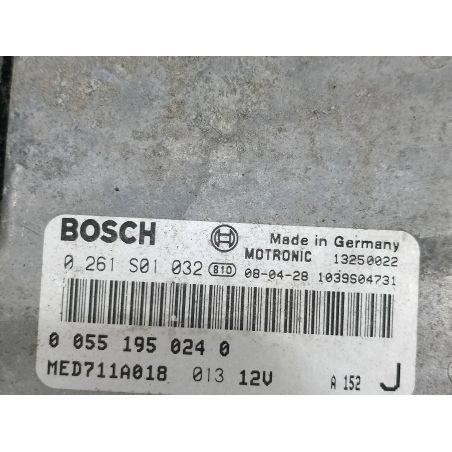 BOSCH Made in Germany
MOTRONIC 13250022
0 261 S01 032 810 08-04-28 1039S04731
0 055 195 024 0
MED711A018 013 12V A 152 J